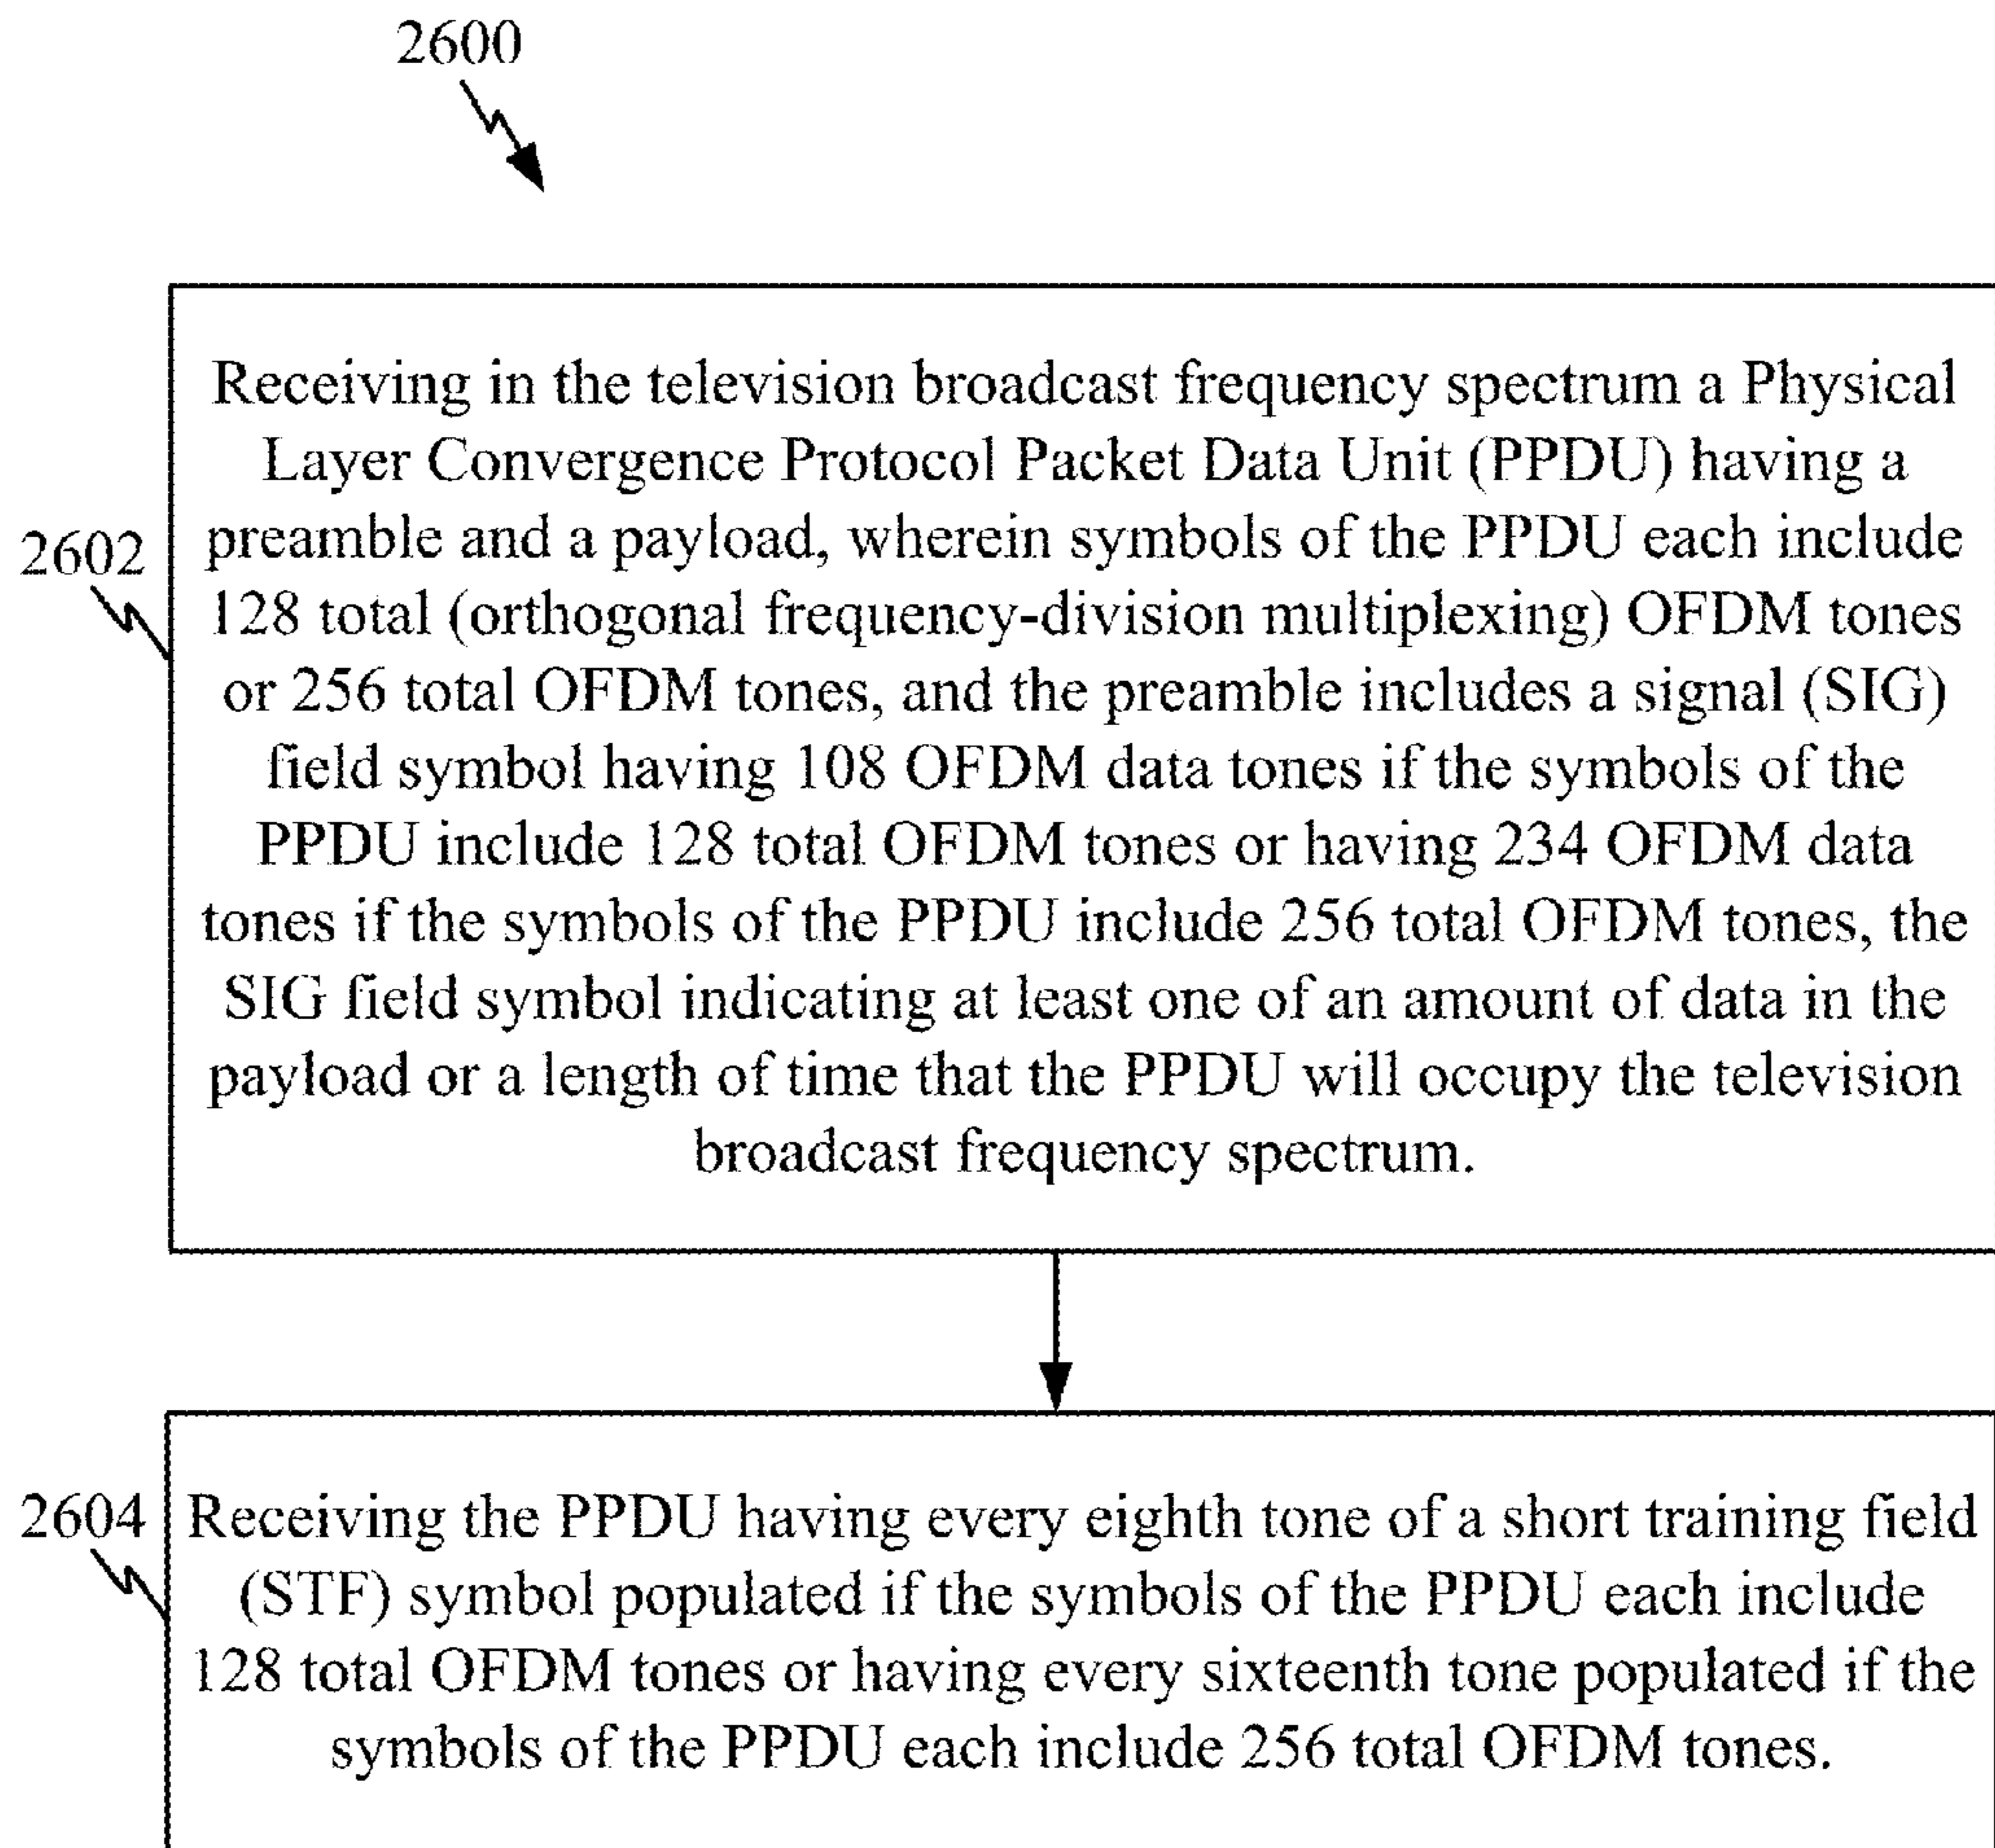 2600
2602
Receiving in the television broadcast frequency spectrum a Physical
Layer Convergence Protocol Packet Data Unit (PPDU) having a
preamble and a payload, wherein symbols of the PPDU each include
128 total (orthogonal frequency-division multiplexing) OFDM tones
or 256 total OFDM tones, and the preamble includes a signal (SIG)
field symbol having 108 OFDM data tones if the symbols of the
PPDU include 128 total OFDM tones or having 234 OFDM data
tones if the symbols of the PPDU include 256 total OFDM tones, the
SIG field symbol indicating at least one of an amount of data in the
payload or a length of time that the PPDU will occupy the television
broadcast frequency spectrum.
2604
Receiving the PPDU having every eighth tone of a short training field
(STF) symbol populated if the symbols of the PPDU each include
128 total OFDM tones or having every sixteenth tone populated if the
symbols of the PPDU each include 256 total OFDM tones.